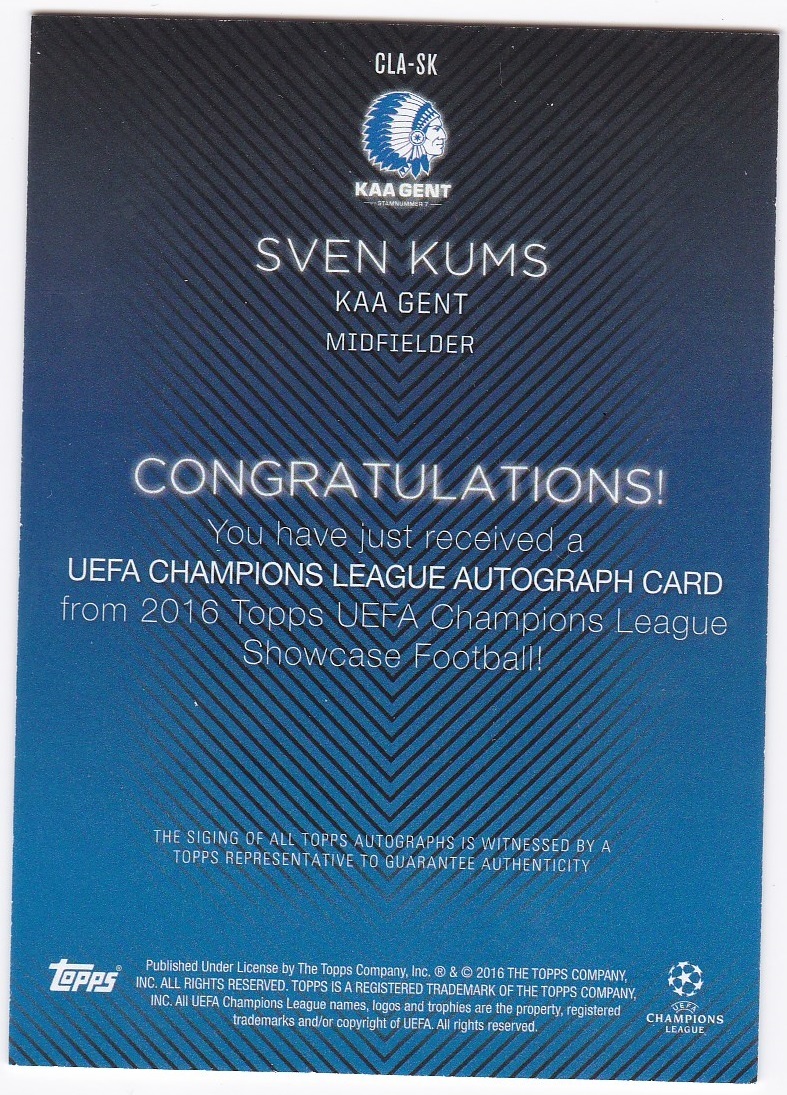 CLA-SK
KAA GENT
STAMNUMMER 7
SVEN KUMS
KAA GENT
MIDFIELDER
CONGRATULATIONS!
You have just received a
UEFA CHAMPIONS LEAGUE AUTOGRAPH CARD
from 2016 Topps UEFA Champions League
Showcase Football!
THE SIGING OF ALL TOPPS AUTOGRAPHS IS WITNESSED BY A
TOPPS REPRESENTATIVE TO GUARANTEE AUTHENTICITY
topps®
Published Under License by The Topps Company, Inc. ® & © 2016 THE TOPPS COMPANY,
INC. ALL RIGHTS RESERVED. TOPPS IS A REGISTERED TRADEMARK OF THE TOPPS COMPANY,
INC. All UEFA Champions League names, logos and trophies are the property, registered
trademarks and/or copyright of UEFA. All rights reserved.
UEFA
CHAMPIONS
LEAGUE